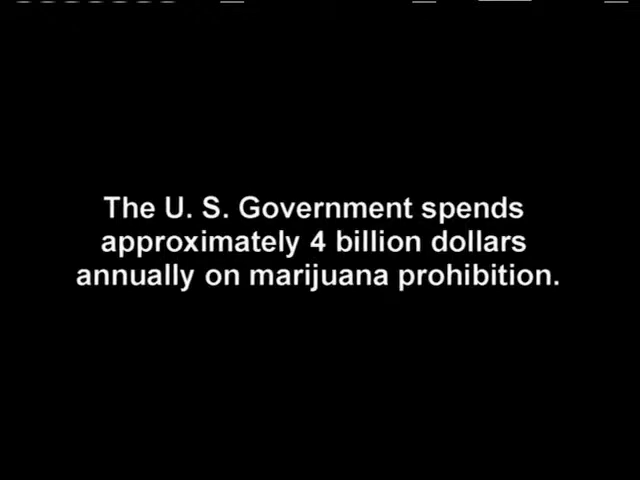 The U. S. Government spends
approximately 4 billion dollars
annually on marijuana prohibition.